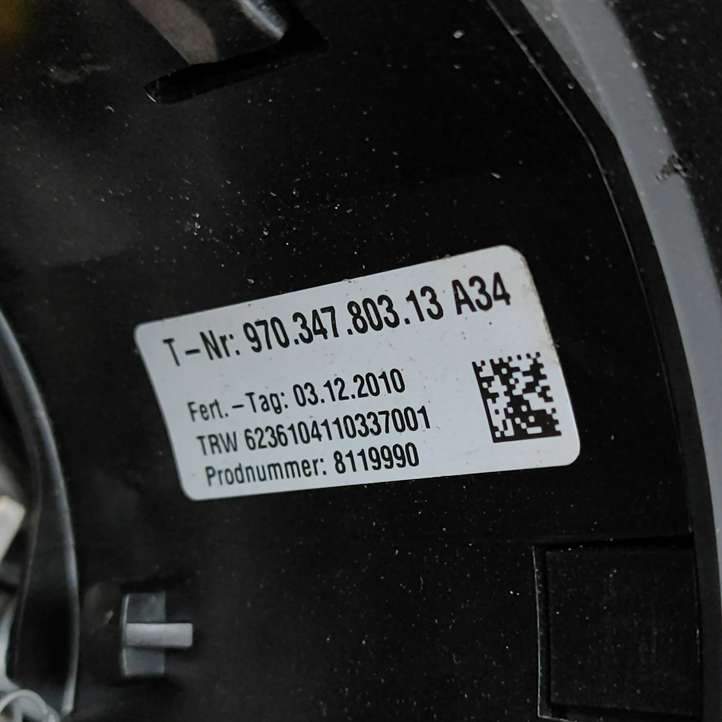 T-Nr: 970.347.803.13 A34
Fert.-Tag: 03.12.2010
TRW 6236104110337001
Prodnummer: 8119990